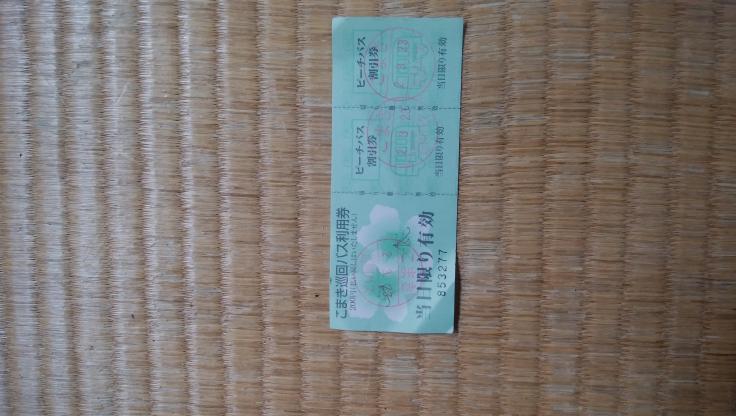 こまき巡回バス利用券
当日限り有効
853277
ピーチバス
割引券
当日限り有効
ピーチバス
割引券
当日限り有効